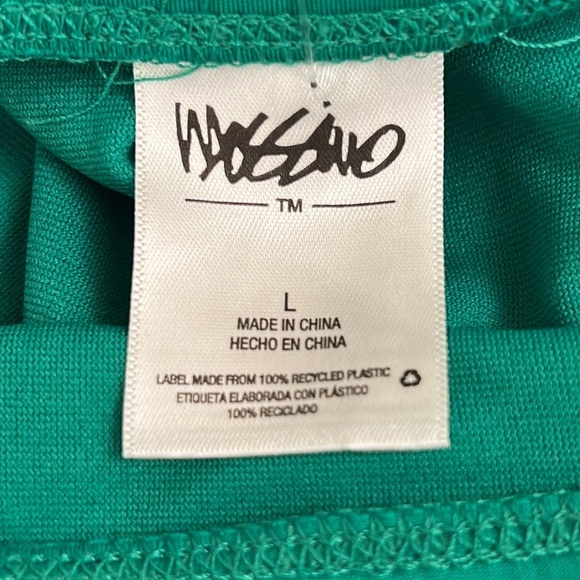 mossimo
TM
L
MADE IN CHINA
HECHO EN CHINA
LABEL MADE FROM 100% RECYCLED PLASTIC
ETIQUETA ELABORADA CON PLÁSTICO
100% RECICLADO